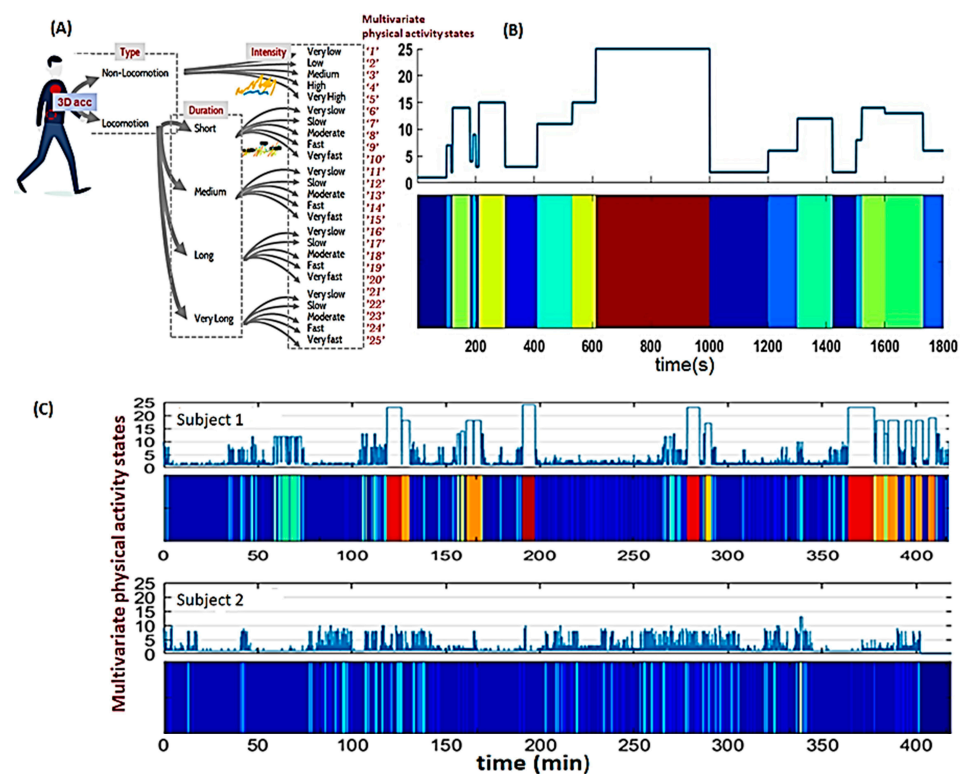 (A)
Type
Non-Locomotion
3D acc
Locomotion
Duration
Short
Medium
Long
Very Long
Intensity
Multivariate
physical activity states
Very low '1'
Low '2'
Medium '3'
High '4'
Very High '5'
Very slow '6'
Slow '7'
Moderate '8'
Fast '9'
Very fast '10'
Very slow '11'
Slow '12'
Moderate '13'
Fast '14'
Very fast '15'
Very slow '16'
Slow '17'
Moderate '18'
Fast '19'
Very fast '20'
Very slow '21'
Slow '22'
Moderate '23'
Fast '24'
Very fast '25'
(B)
25
20
15
10
5
0
200 400 600 800 1000 1200 1400 1600 1800
time(s)
(C)
Multivariate physical activity states
25
20
15
10
5
0
Subject 1
0 50 100 150 200 250 300 350 400
25
20
15
10
5
0
Subject 2
0 50 100 150 200 250 300 350 400
time (min)